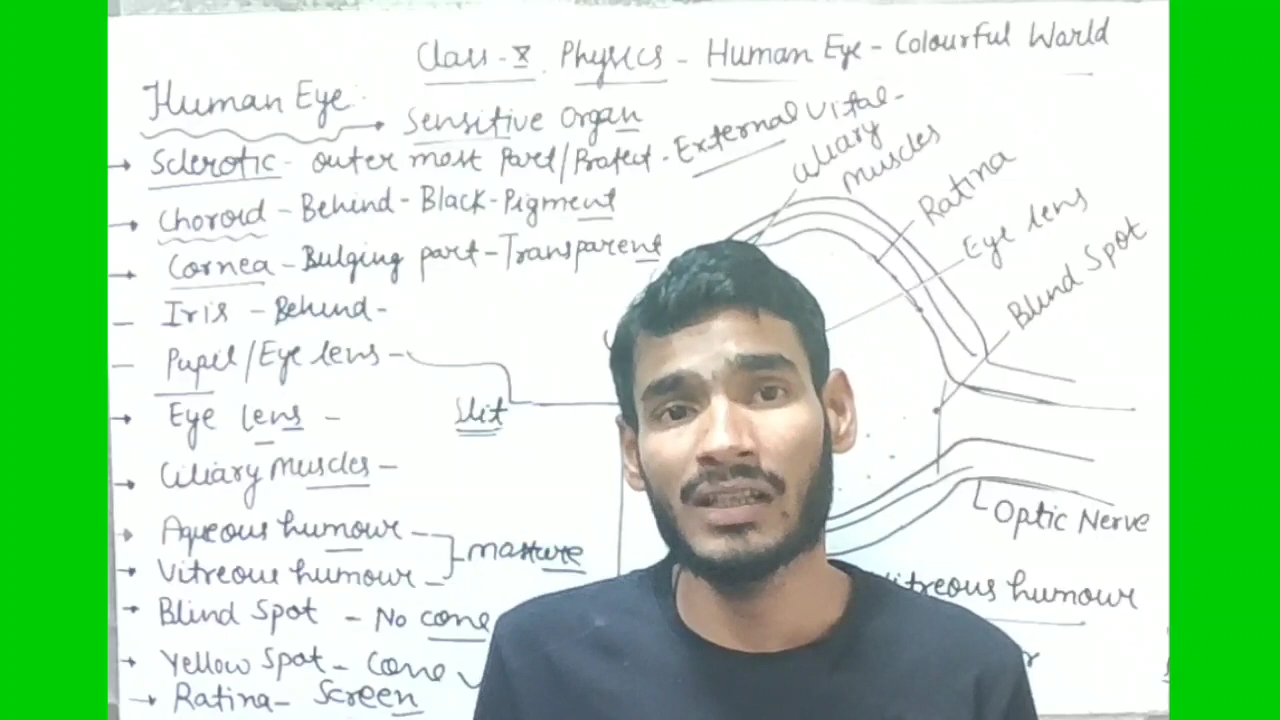 Class - X Physics - Human Eye - Colourful World
Human Eye
Sensitive Organ
Sclerotic - outer most Part/Protect - External Vital -
Choroid - Behind - Black - Pigment
Cornea - Bulging part - Transparent
Iris - Behind -
Pupil / Eye lens -
Slit
Eye lens -
Ciliary Muscles -
Aqueous humour -
Vitreous humour -
Blind Spot - No cone
Yellow Spot - Cone
Ratina - Screen
Ciliary
Muscles
Ratina
Eye lens
Blind Spot
Optic Nerve
itreous humour